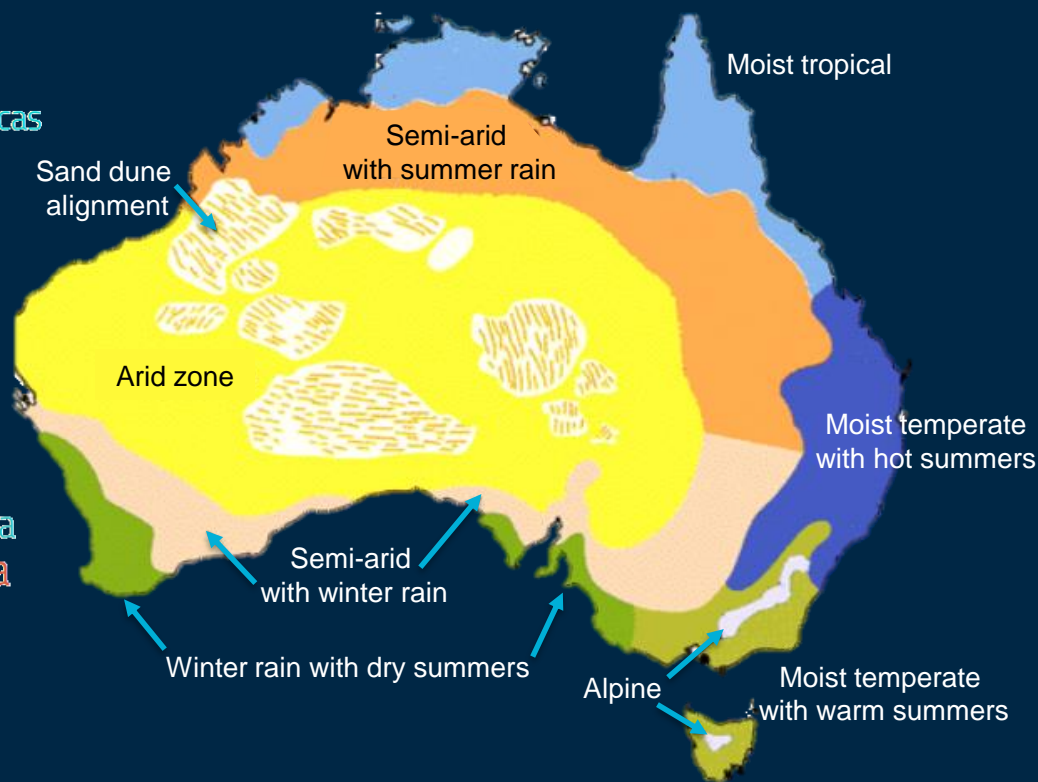 Moist tropical
cas
Semi-arid
with summer rain
Sand dune
alignment
Arid zone
Moist temperate
with hot summers
a
a
Semi-arid
with winter rain
Winter rain with dry summers
Alpine
Moist temperate
with warm summers